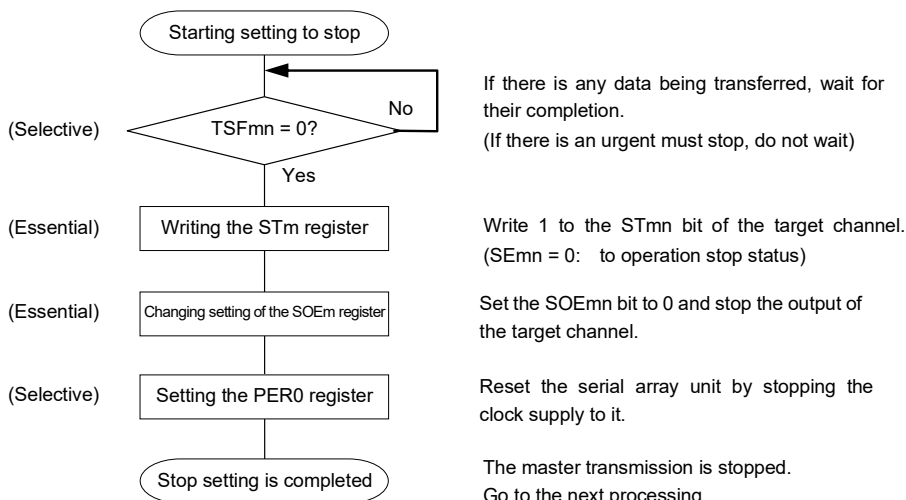 Starting setting to stop
No
If there is any data being transferred, wait for
their completion.
(Selective)
TSFmn = 0?
(If there is an urgent must stop, do not wait)
Yes
(Essential)
Writing the STm register
Write 1 to the STmn bit of the target channel.
(SEmn = 0: to operation stop status)
(Essential)
Changing setting of the SOEm register
Set the SOEmn bit to 0 and stop the output of
the target channel.
(Selective)
Setting the PER0 register
Reset the serial array unit by stopping the
clock supply to it.
Stop setting is completed
The master transmission is stopped.
Go to the next processing.